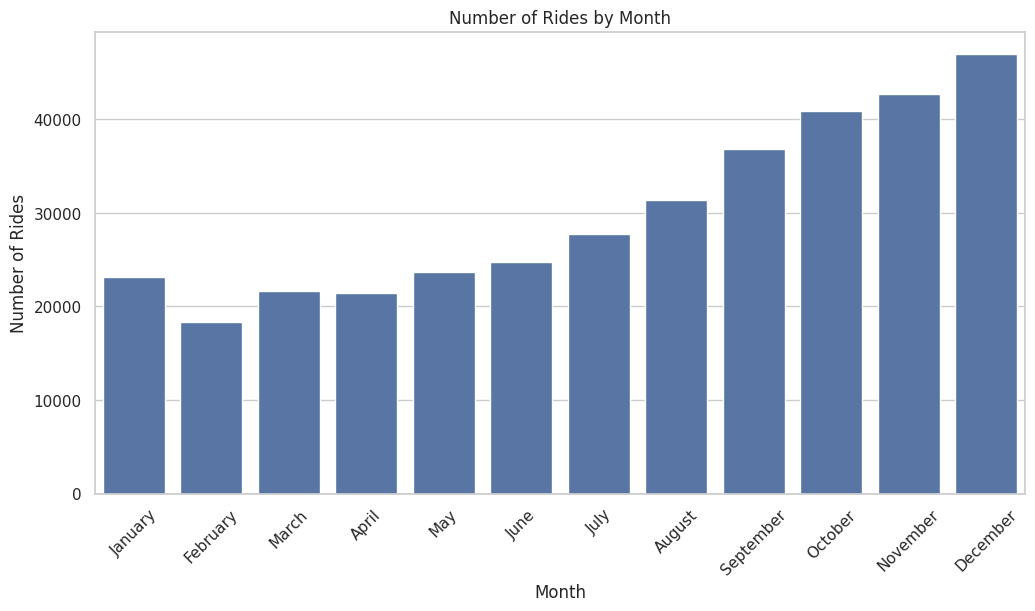 Number of Rides by Month
Number of Rides
40000
30000
20000
10000
0
January
February
March
April
May
June
July
August
September
October
November
December
Month